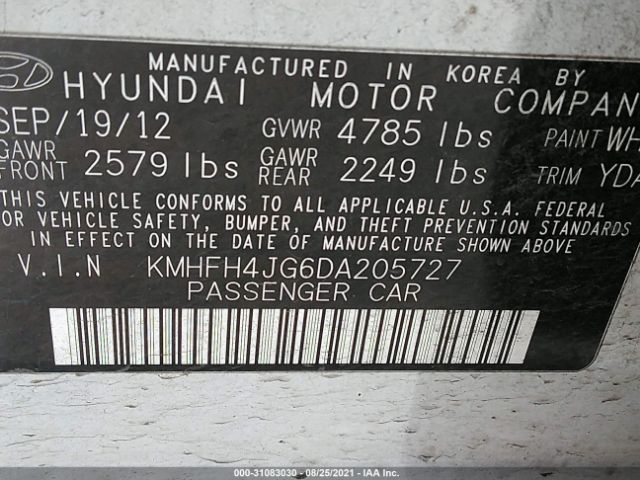 MANUFACTURED IN KOREA BY
HYUNDAI MOTOR COMPAN
SEP/19/12 GVWR 4785 lbs PAINT WH
GAWR FRONT 2579 lbs GAWR REAR 2249 lbs TRIM YDA
THIS VEHICLE CONFORMS TO ALL APPLICABLE U.S.A. FEDERAL
OR VEHICLE SAFETY, BUMPER, AND THEFT PREVENTION STANDARDS
IN EFFECT ON THE DATE OF MANUFACTURE SHOWN ABOVE
V.I.N KMHFH4JG6DA205727
PASSENGER CAR
000-31083030 - 08/25/2021 - IAA Inc.